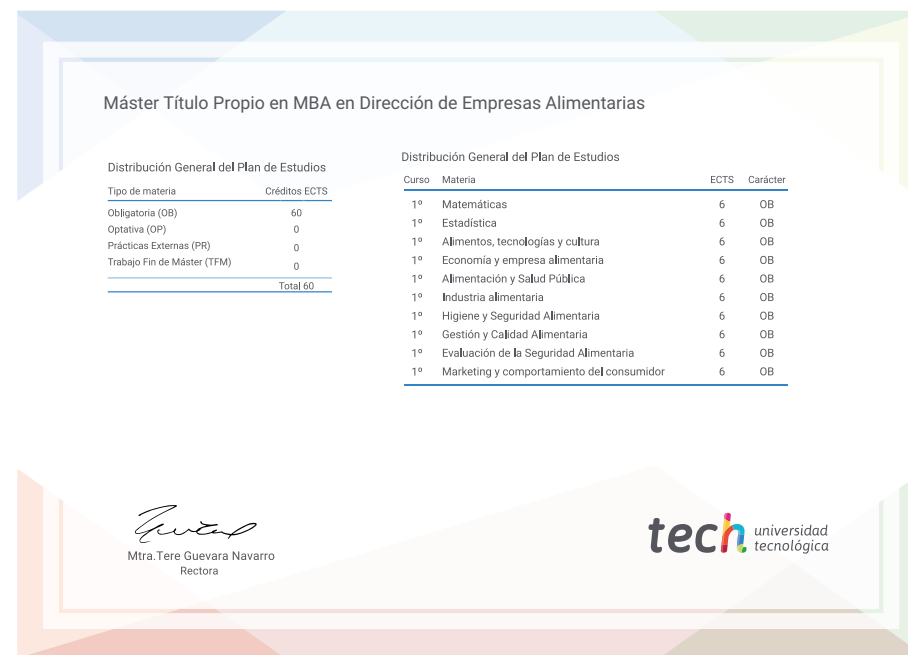 Máster Título Propio en MBA en Dirección de Empresas Alimentarias
Distribución General del Plan de Estudios
Tipo de materia Créditos ECTS
Obligatoria (OB) 60
Optativa (OP) 0
Prácticas Externas (PR) 0
Trabajo Fin de Máster (TFM) 0
Total 60
Distribución General del Plan de Estudios
Curso Materia ECTS Carácter
1º Matemáticas 6 OB
1º Estadística 6 OB
1º Alimentos, tecnologías y cultura 6 OB
1º Economía y empresa alimentaria 6 OB
1º Alimentación y Salud Pública 6 OB
1º Industria alimentaria 6 OB
1º Higiene y Seguridad Alimentaria 6 OB
1º Gestión y Calidad Alimentaria 6 OB
1º Evaluación de la Seguridad Alimentaria 6 OB
1º Marketing y comportamiento del consumidor 6 OB
Mtra.Tere Guevara Navarro
Rectora
tech universidad
tecnológica